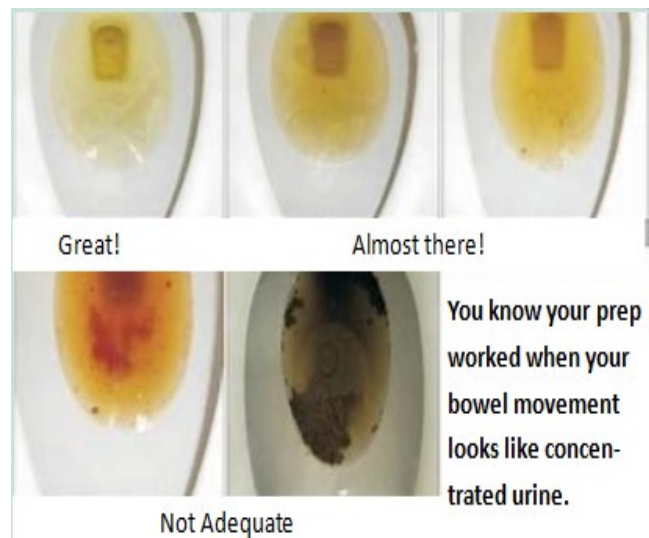 Great!
Almost there!
You know your prep
worked when your
bowel movement
looks like concen-
trated urine.
Not Adequate